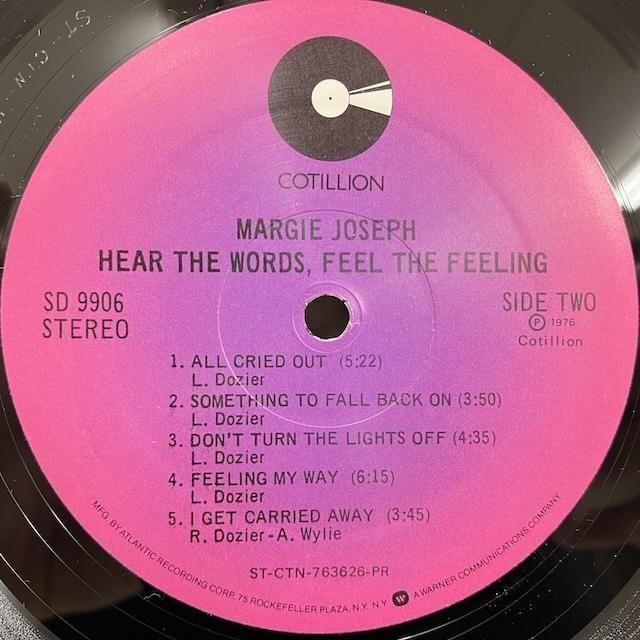 COTILLION
MARGIE JOSEPH
HEAR THE WORDS, FEEL THE FEELING
SD 9906
STEREO
SIDE TWO
Ⓟ 1976
Cotillion
1. ALL CRIED OUT (5:22)
L. Dozier
2. SOMETHING TO FALL BACK ON (3:50)
L. Dozier
3. DON'T TURN THE LIGHTS OFF (4:35)
L. Dozier
4. FEELING MY WAY (6:15)
L. Dozier
5. I GET CARRIED AWAY (3:45)
R. Dozier-A. Wylie
ST-CTN-763626-PR
MFG. BY ATLANTIC RECORDING CORP. 75 ROCKEFELLER PLAZA, N.Y. N.Y. A WARNER COMMUNICATIONS COMPANY